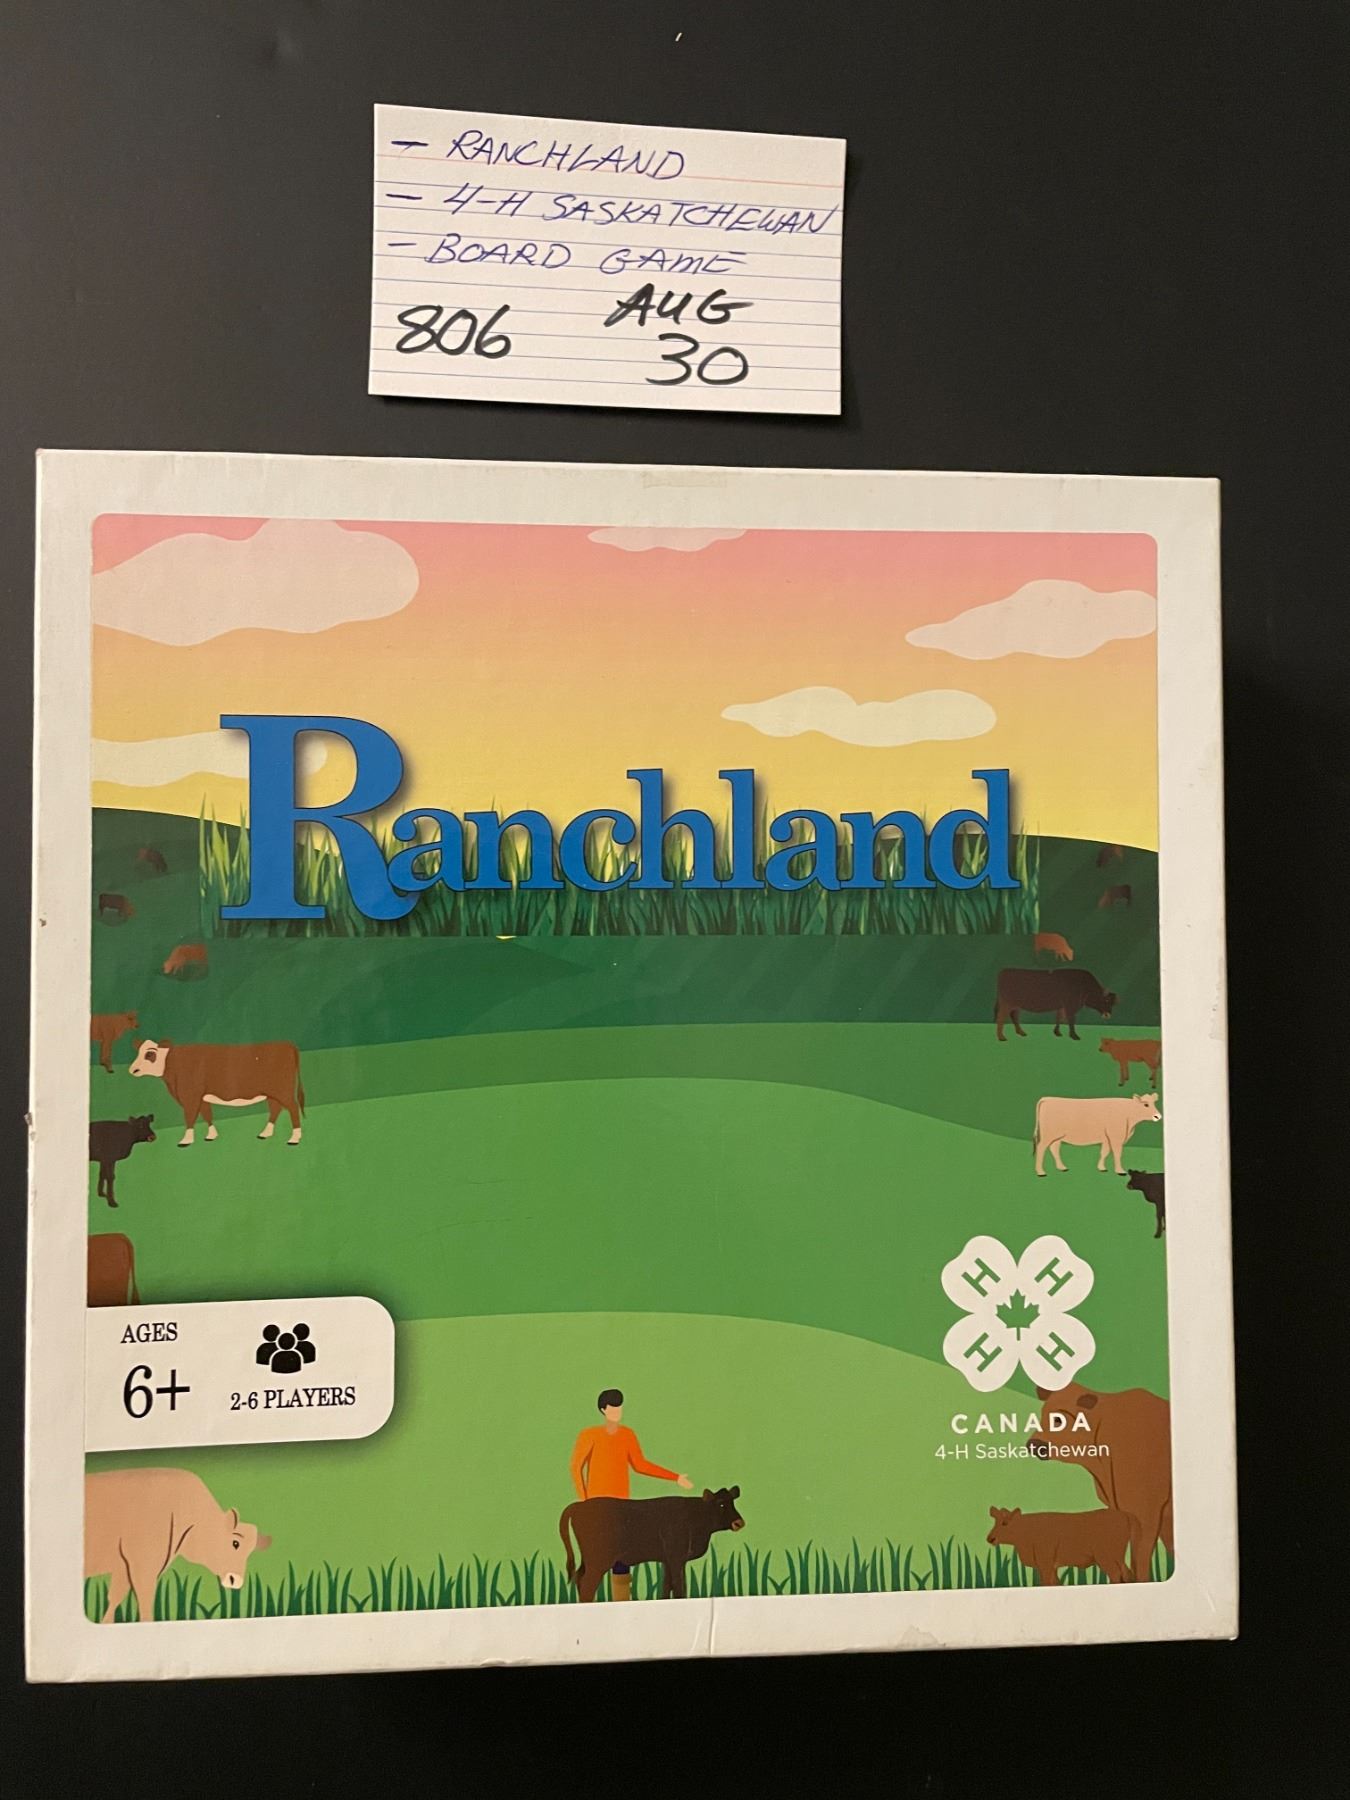 - RANCHLAND
- 4-H SASKATCHEWAN
- BOARD GAME
806 AUG
30
Ranchland
AGES
6+
2-6 PLAYERS
H H
H H
CANADA
4-H Saskatchewan